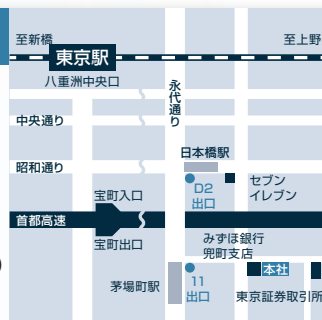 至新橋
至上野
東京駅
八重洲中央口
永代通り
中央通り
日本橋駅
昭和通り
D2
出口
セブン
イレブン
宝町入口
首都高速
宝町出口
みずほ銀行
兜町支店
茅場町駅
11
出口
本社
東京証券取引所